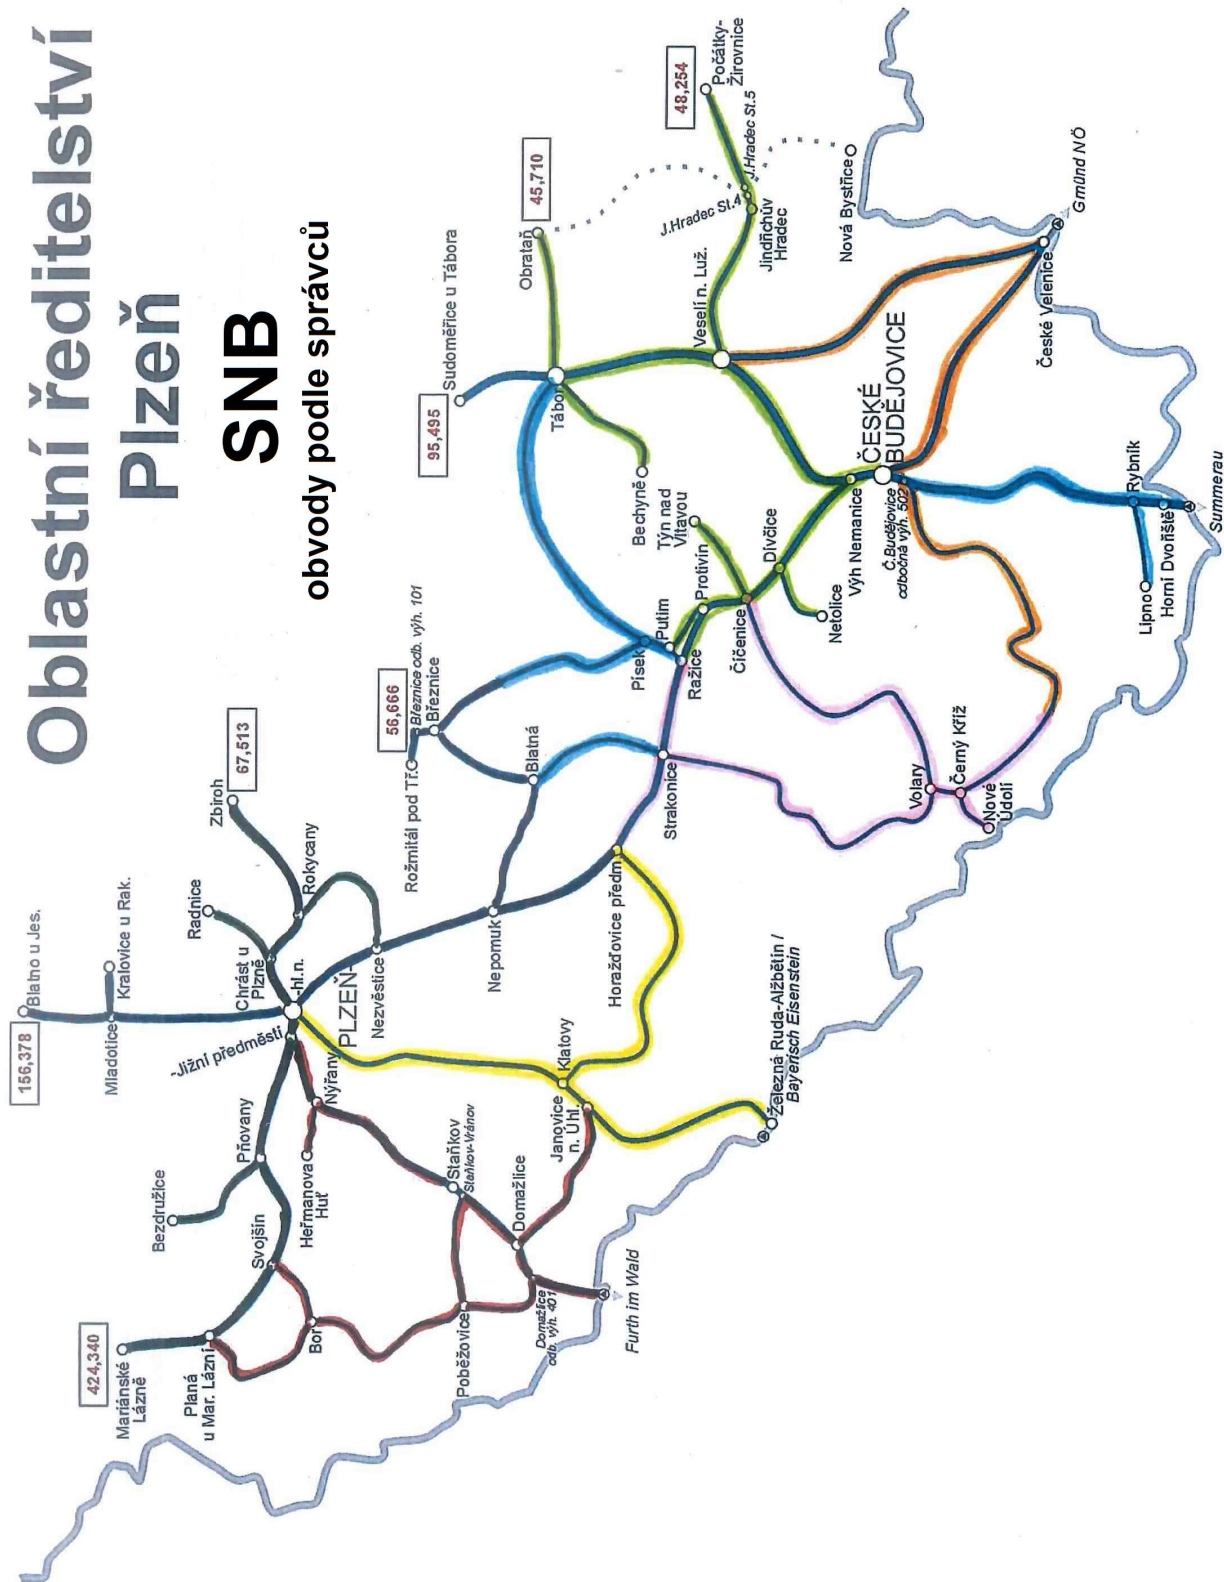 Oblastní ředitelství
Plzeň
SNB
obvody podle správců
424,340
Mariánské
Lázně
Planá
u Mar. Lázní
Bezdružice
Svojšín
Pňovany
Bor
Heřmanova
Huť
Nýřany
-Jižní předměstí
156,378
Blatno u Jes.
Mladotice
Kralovice u Rak.
PLZEŇ-
-hl.n.
Chrást u
Plzně
Radnice
Rokycany
Zbiroh
67,513
Nezvěstice
Nepomuk
Poběžovice
Staňkov
Staňkov-Vránov
Domažlice
Domažlice
odb. výh. 401
Furth im Wald
Janovice
n. Úhl.
Klatovy
Železná Ruda-Alžbětín /
Bayerisch Eisenstein
Horažďovice předm.
Rožmitál pod Tř.
56,666
Březnice odb. výh. 101
Březnice
Blatná
Strakonice
Písek
Putim
Ražice
Protivín
Číčenice
Volary
Černý Kříž
Nové
Údolí
Týn nad
Vltavou
Dívčice
Netolice
Bechyně
Tábor
95,495
Sudoměřice u Tábora
Obrataň
45,710
Veselí n. Luž.
J.Hradec St.4
J.Hradec St.5
Jindřichův
Hradec
48,254
Počátky-
Žirovnice
Nová Bystřice
Výh Nemanice
ČESKÉ
BUDĚJOVICE
Č.Budějovice
odbočná výh. 502
České Velenice
Gmünd NÖ
Lipno
Rybník
Horní Dvořiště
Summerau